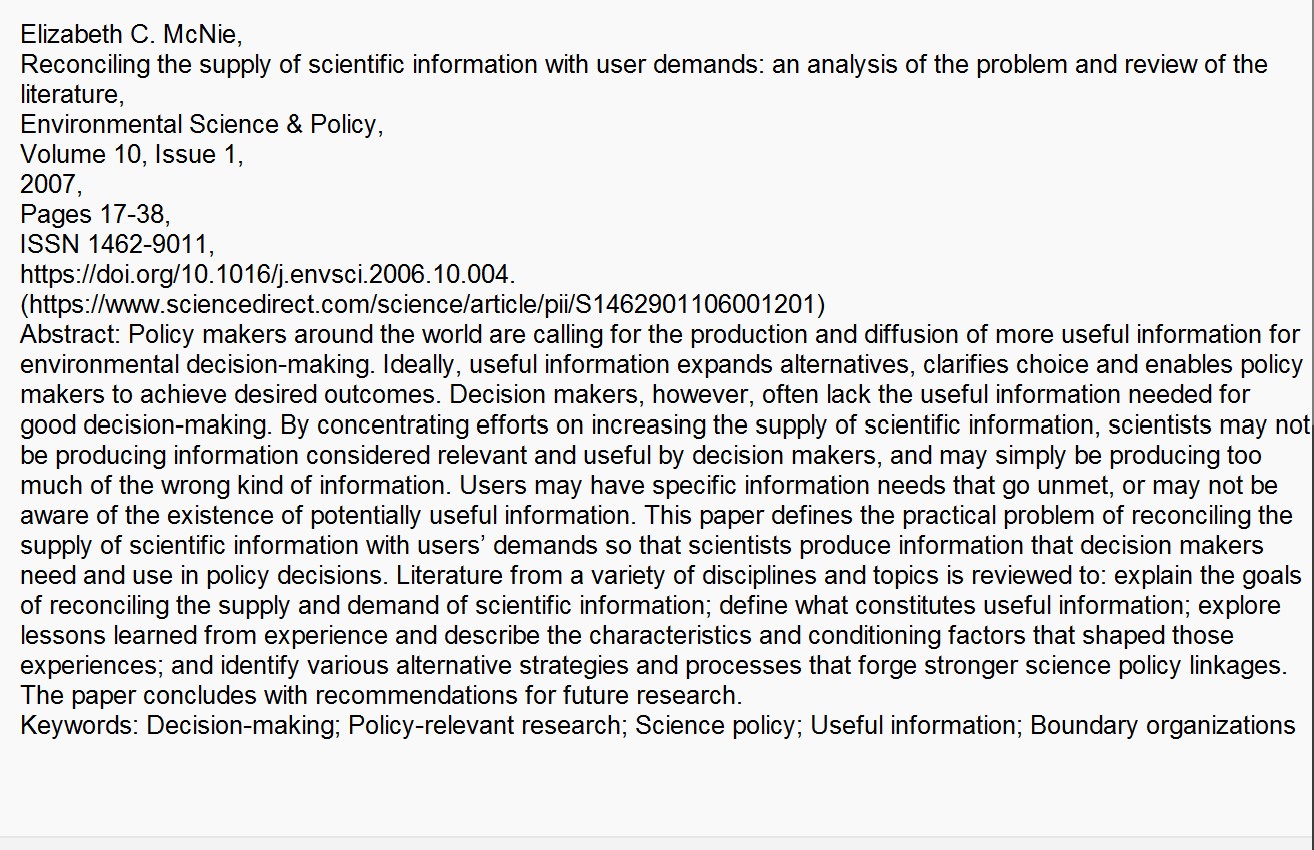 Elizabeth C. McNie,
Reconciling the supply of scientific information with user demands: an analysis of the problem and review of the
literature,
Environmental Science & Policy,
Volume 10, Issue 1,
2007,
Pages 17-38,
ISSN 1462-9011,
https://doi.org/10.1016/j.envsci.2006.10.004.
(https://www.sciencedirect.com/science/article/pii/S1462901106001201)
Abstract: Policy makers around the world are calling for the production and diffusion of more useful information for
environmental decision-making. Ideally, useful information expands alternatives, clarifies choice and enables policy
makers to achieve desired outcomes. Decision makers, however, often lack the useful information needed for
good decision-making. By concentrating efforts on increasing the supply of scientific information, scientists may not
be producing information considered relevant and useful by decision makers, and may simply be producing too
much of the wrong kind of information. Users may have specific information needs that go unmet, or may not be
aware of the existence of potentially useful information. This paper defines the practical problem of reconciling the
supply of scientific information with users’ demands so that scientists produce information that decision makers
need and use in policy decisions. Literature from a variety of disciplines and topics is reviewed to: explain the goals
of reconciling the supply and demand of scientific information; define what constitutes useful information; explore
lessons learned from experience and describe the characteristics and conditioning factors that shaped those
experiences; and identify various alternative strategies and processes that forge stronger science policy linkages.
The paper concludes with recommendations for future research.
Keywords: Decision-making; Policy-relevant research; Science policy; Useful information; Boundary organizations